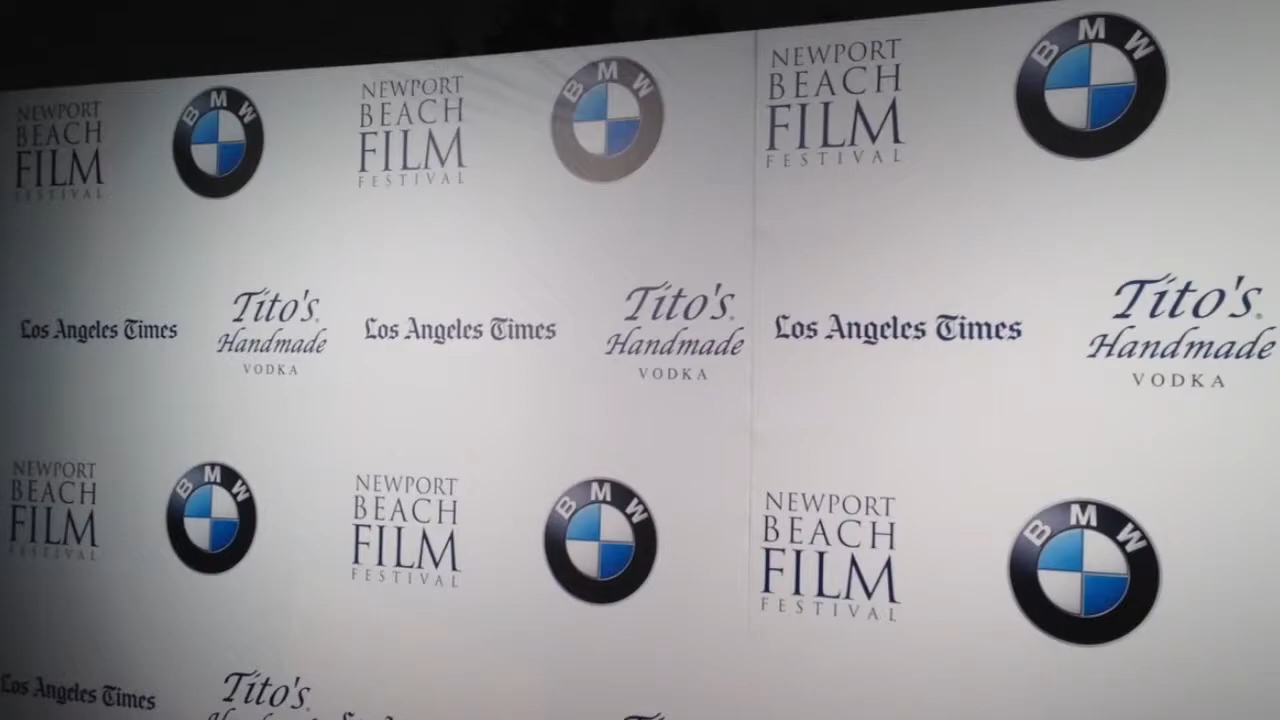 NEWPORT
BEACH
FILM
FESTIVAL
BMW
NEWPORT
BEACH
FILM
FESTIVAL
BMW
NEWPORT
BEACH
FILM
FESTIVAL
BMW
Los Angeles Times
Tito's.
Handmade
VODKA
Los Angeles Times
Tito's.
Handmade
VODKA
Los Angeles Times
Tito's.
Handmade
VODKA
NEWPORT
BEACH
FILM
FESTIVAL
BMW
NEWPORT
BEACH
FILM
FESTIVAL
BMW
NEWPORT
BEACH
FILM
FESTIVAL
BMW
Los Angeles Times
Tito's.